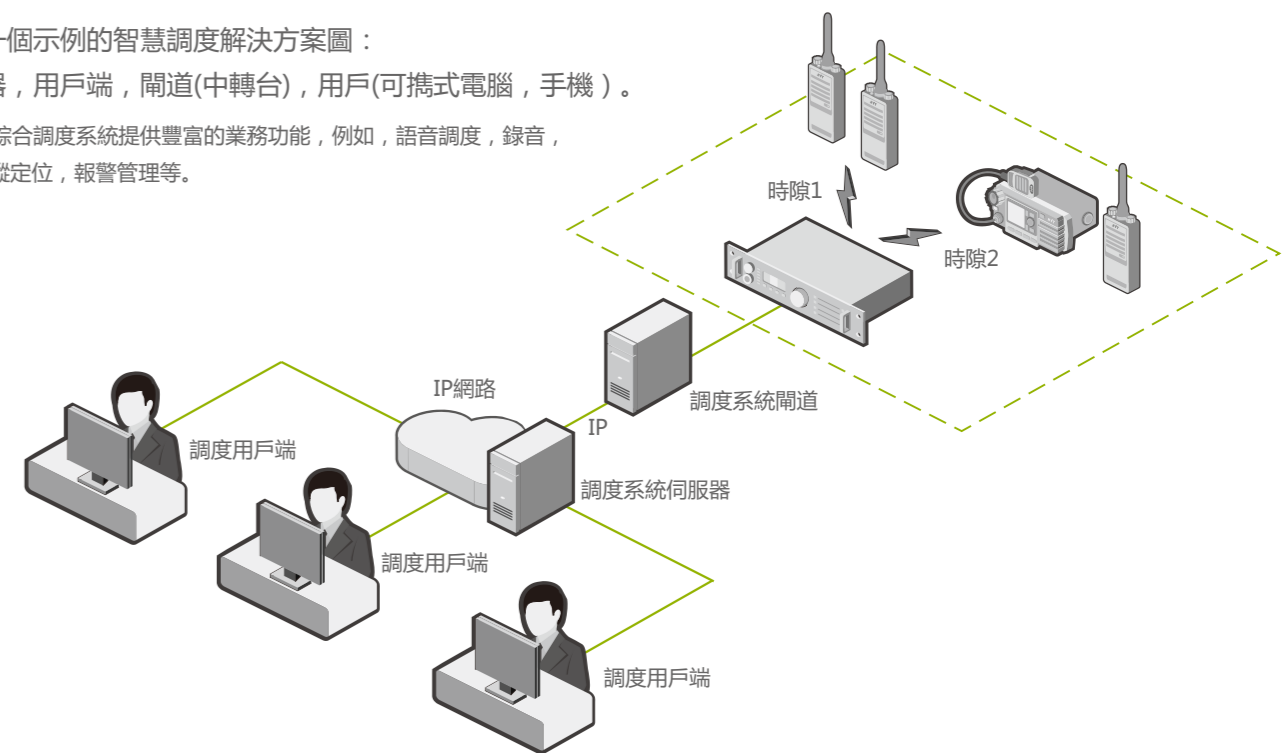 個示例的智慧調度解決方案圖：
，用戶端，閘道(中轉台)，用戶(可攜式電腦，手機）。
綜合調度系統提供豐富的業務功能，例如，語音調度，錄音，
蹤定位，報警管理等。
時隙1
時隙2
調度系統閘道
IP網路
IP
調度用戶端
調度系統伺服器
調度用戶端
調度用戶端